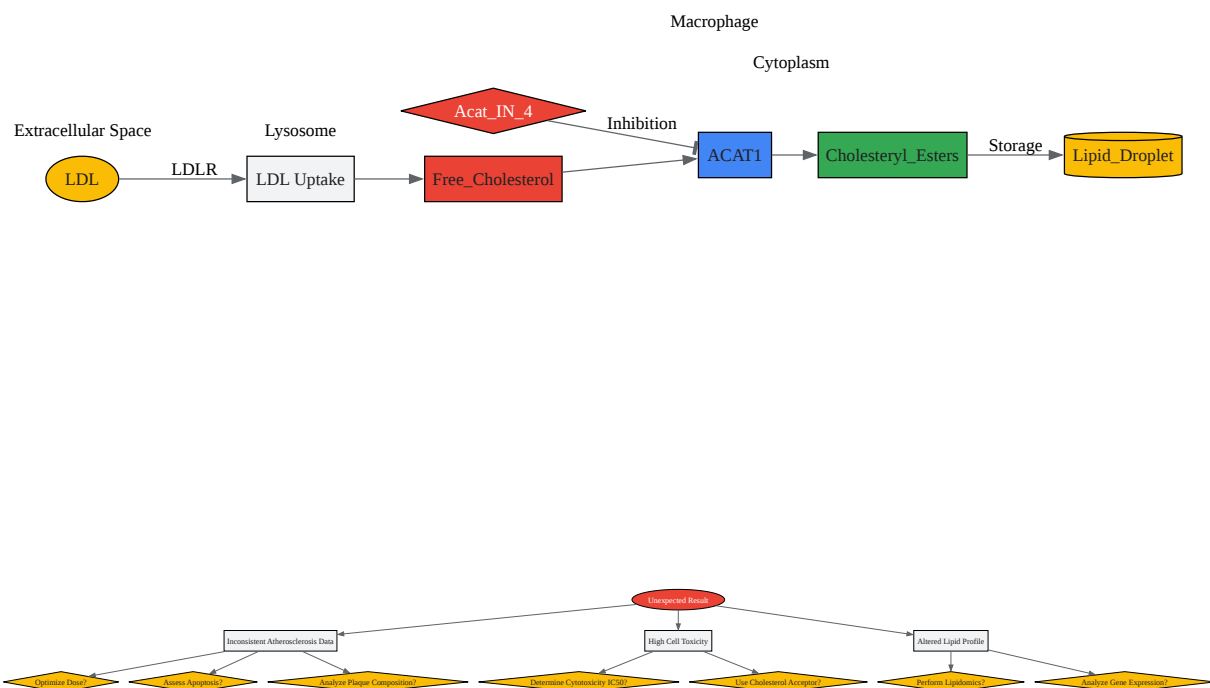 Macrophage
Cytoplasm
Acat_IN_4
Inhibition
Extracellular Space
Lysosome
LDL
LDLR
LDL Uptake
Free_Cholesterol
ACAT1
Cholesteryl_Esters
Storage
Lipid_Droplet
Unexpected Result
Inconsistent Atherosclerosis Data
High Cell Toxicity
Altered Lipid Profile
Optimize Dose?
Assess Apoptosis?
Analyze Plaque Composition?
Determine Cytotoxicity IC50?
Use Cholesterol Acceptor?
Perform Lipidomics?
Analyze Gene Expression?